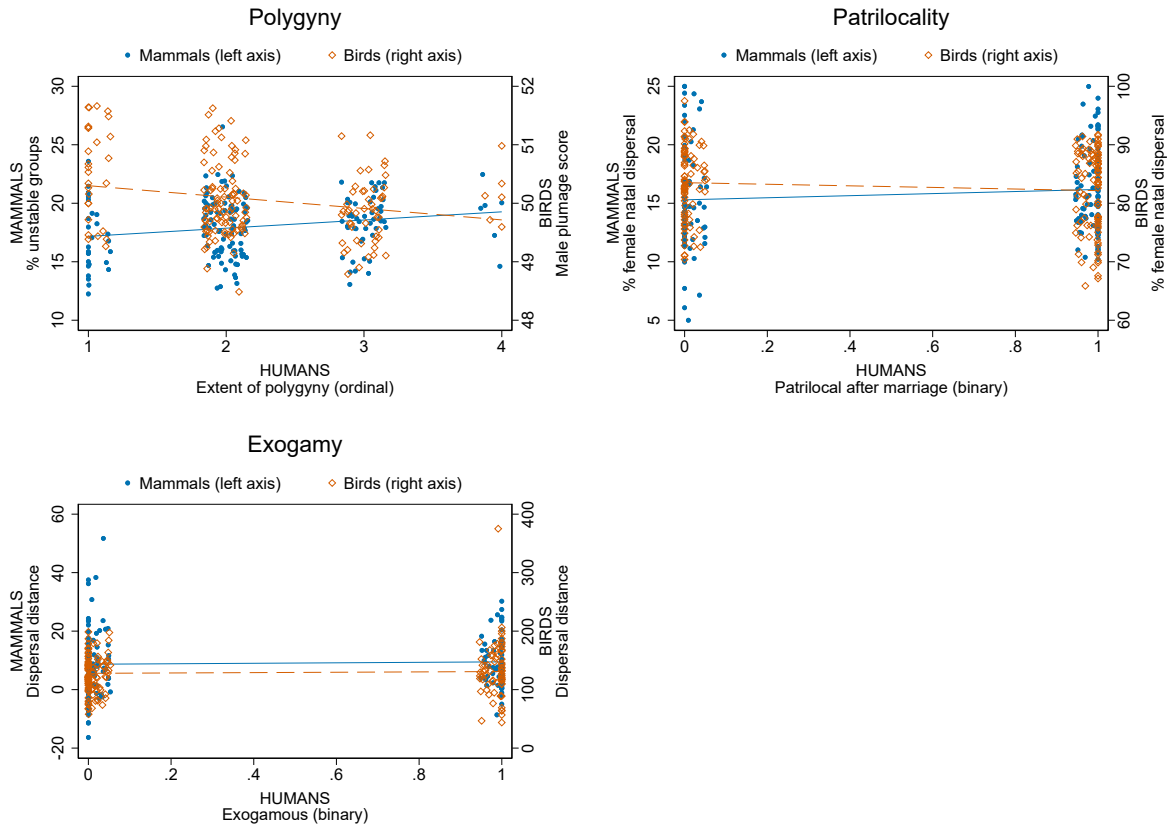 Polygyny
Mammals (left axis) Birds (right axis)
MAMMALS
% unstable groups
30
25
20
15
10
52
51
50
49
48
BIRDS
Male plumage score
1 2 3 4
HUMANS
Extent of polygyny (ordinal)
Patrilocality
Mammals (left axis) Birds (right axis)
MAMMALS
% female natal dispersal
25
20
15
10
5
100
90
80
70
60
BIRDS
% female natal dispersal
0 .2 .4 .6 .8 1
HUMANS
Patrilocal after marriage (binary)
Exogamy
Mammals (left axis) Birds (right axis)
MAMMALS
Dispersal distance
60
40
20
0
-20
400
300
200
100
0
BIRDS
Dispersal distance
0 .2 .4 .6 .8 1
HUMANS
Exogamous (binary)